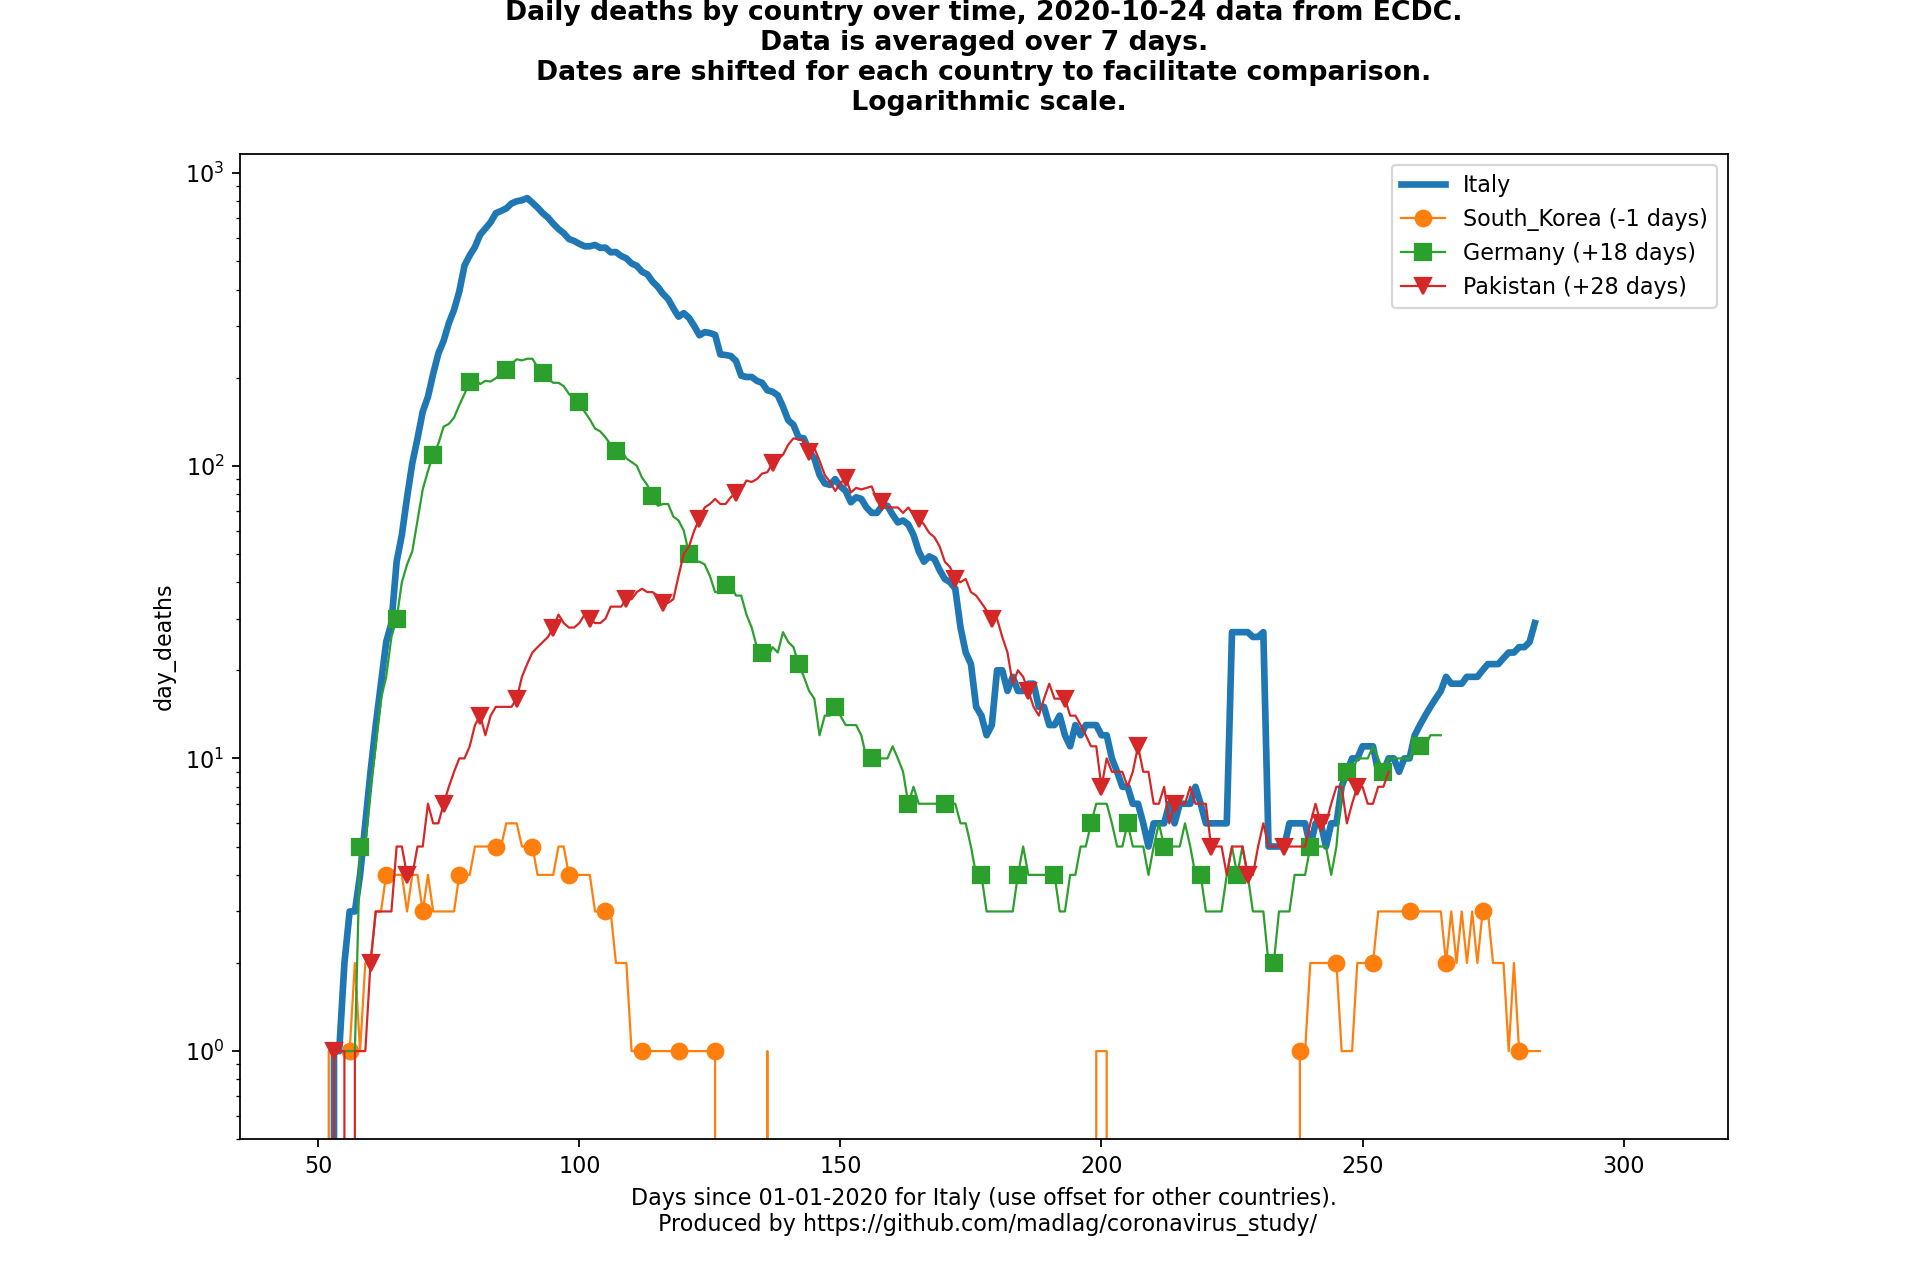 Daily deaths by country over time, 2020-10-24 data from ECDC.
Data is averaged over 7 days.
Dates are shifted for each country to facilitate comparison.
Logarithmic scale.
10³
10²
10¹
10⁰
day_deaths
Italy
South_Korea (-1 days)
Germany (+18 days)
Pakistan (+28 days)
50 100 150 200 250 300
Days since 01-01-2020 for Italy (use offset for other countries).
Produced by https://github.com/madlag/coronavirus_study/